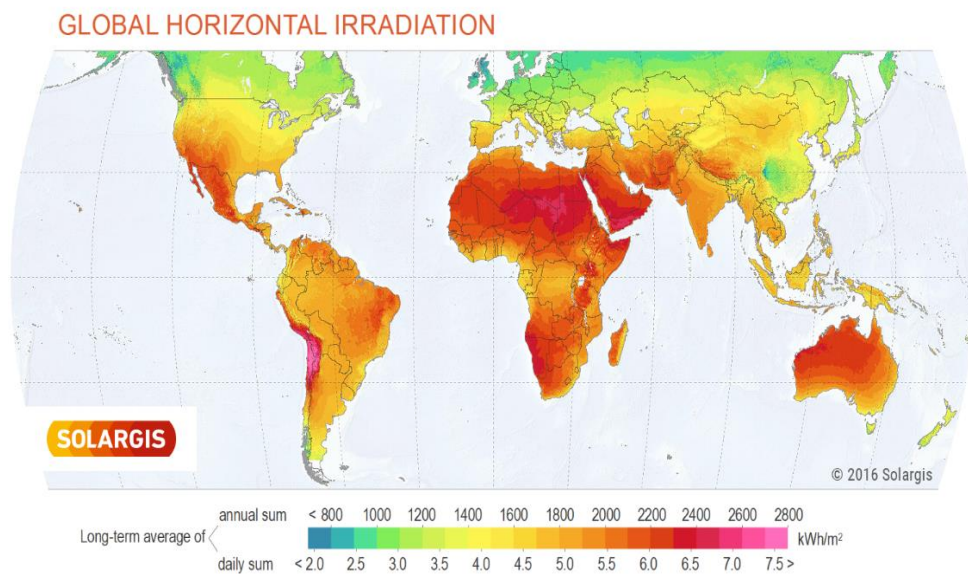 GLOBAL HORIZONTAL IRRADIATION
SOLARGIS
© 2016 Solargis
annual sum < 800 1000 1200 1400 1600 1800 2000 2200 2400 2600 2800
Long-term average of kWh/m²
daily sum < 2.0 2.5 3.0 3.5 4.0 4.5 5.0 5.5 6.0 6.5 7.0 7.5 >